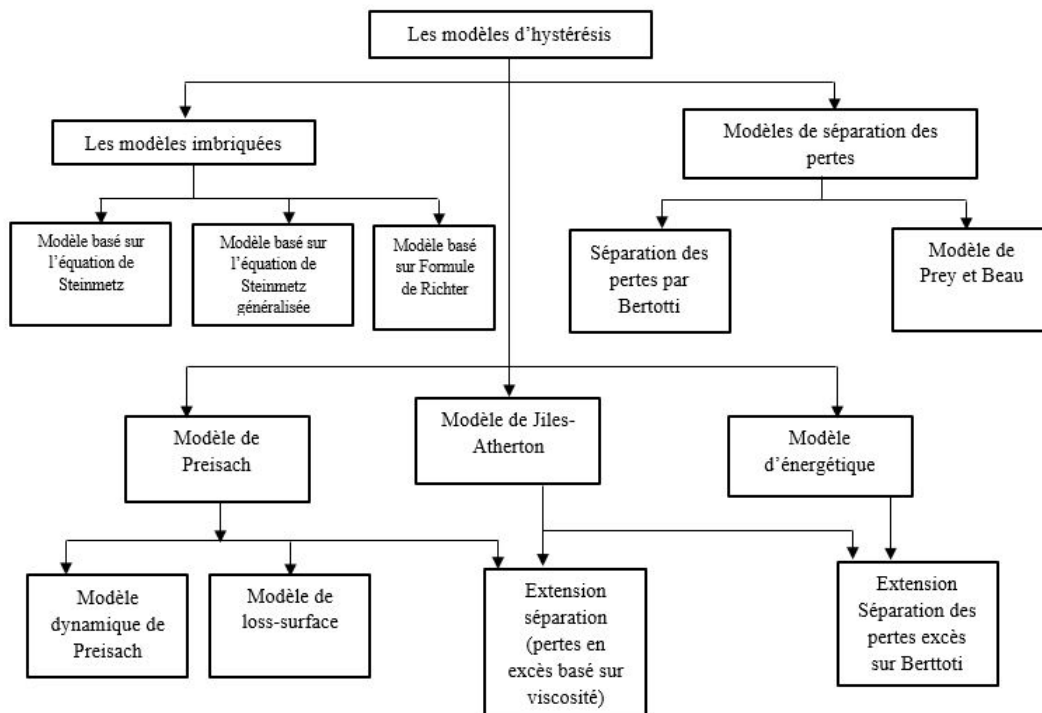 Les modèles d'hystérésis
Les modèles imbriquées
Modèles de séparation des
pertes
Modèle basé sur
l'équation de
Steinmetz
Modèle basé sur
l'équation de
Steinmetz
généralisée
Modèle basé
sur Formule
de Richter
Séparation des
pertes par
Bertotti
Modèle de
Prey et Beau
Modèle de
Preisach
Modèle de Jiles-
Atherton
Modèle
d'énergétique
Modèle
dynamique de
Preisach
Modèle de
loss-surface
Extension
séparation
(pertes en
excès basé sur
viscosité)
Extension
Séparation des
pertes excès
sur Berttoti